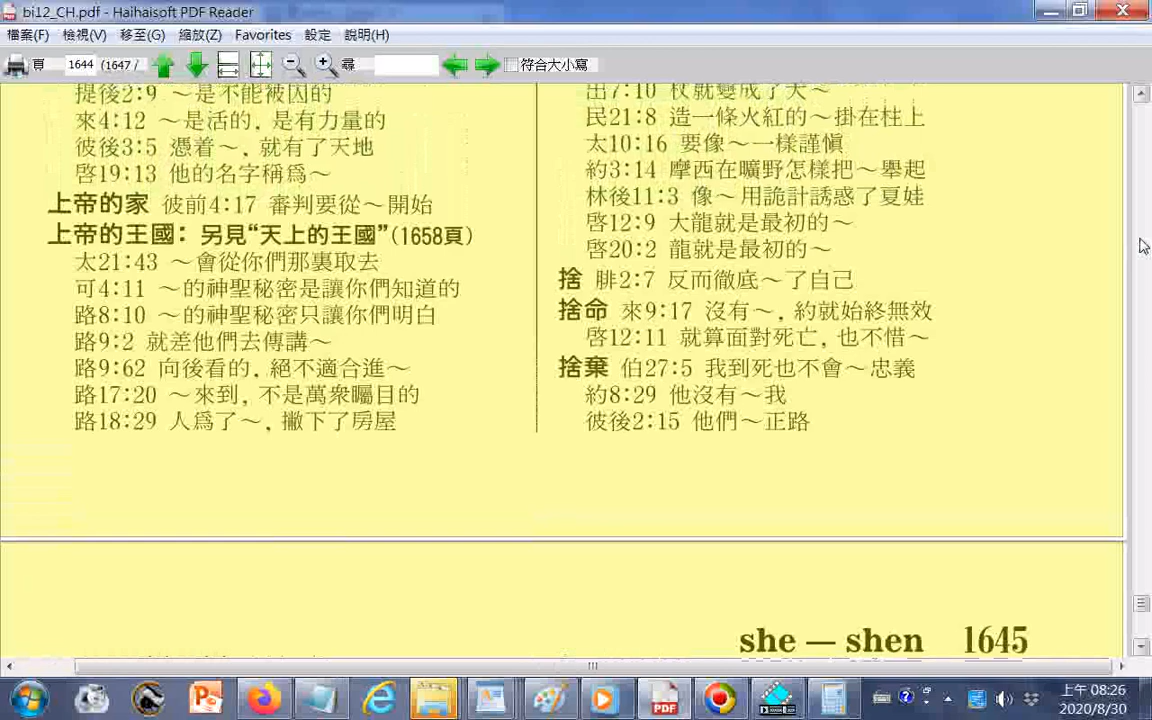 bi12_CH.pdf - Haihaisoft PDF Reader
檔案(F) 檢視(V) 移至(G) 縮放(Z) Favorites 設定 說明(H)
頁 1644 (1647 / 尋 符合大小寫
提後2:9 ～是不能被囚的
來4:12 ～是活的, 是有力量的
彼後3:5 憑着～, 就有了天地
啓19:13 他的名字稱爲～
上帝的家 彼前4:17 審判要從～開始
上帝的王國：另見“天上的王國”(1658頁)
太21:43 ～會從你們那裏取去
可4:11 ～的神聖秘密是讓你們知道的
路8:10 ～的神聖秘密只讓你們明白
路9:2 就差他們去傳講～
路9:62 向後看的, 絕不適合進～
路17:20 ～來到, 不是萬衆矚目的
路18:29 人爲了～, 撇下了房屋
出7:10 杖就變成了大～
民21:8 造一條火紅的～掛在柱上
太10:16 要像～一樣謹慎
約3:14 摩西在曠野怎樣把～舉起
林後11:3 像～用詭計誘惑了夏娃
啓12:9 大龍就是最初的～
啓20:2 龍就是最初的～
捨 腓2:7 反而徹底～了自己
捨命 來9:17 沒有～, 約就始終無效
啓12:11 就算面對死亡, 也不惜～
捨棄 伯27:5 我到死也不會～忠義
約8:29 他沒有～我
彼後2:15 他們～正路
she — shen 1645
上午 08:26
2020/8/30